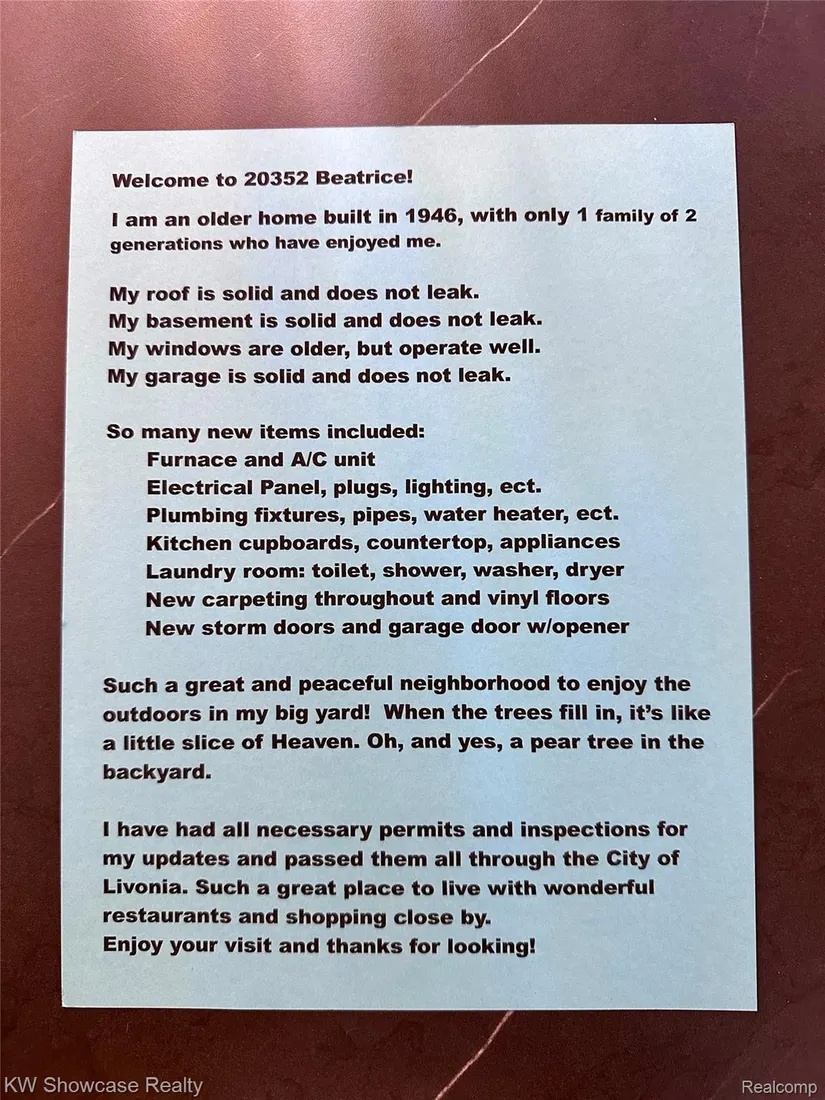 Welcome to 20352 Beatrice!
I am an older home built in 1946, with only 1 family of 2
generations who have enjoyed me.
My roof is solid and does not leak.
My basement is solid and does not leak.
My windows are older, but operate well.
My garage is solid and does not leak.
So many new items included:
Furnace and A/C unit
Electrical Panel, plugs, lighting, ect.
Plumbing fixtures, pipes, water heater, ect.
Kitchen cupboards, countertop, appliances
Laundry room: toilet, shower, washer, dryer
New carpeting throughout and vinyl floors
New storm doors and garage door w/opener
Such a great and peaceful neighborhood to enjoy the
outdoors in my big yard!  When the trees fill in, it's like
a little slice of Heaven. Oh, and yes, a pear tree in the
backyard.
I have had all necessary permits and inspections for
my updates and passed them all through the City of
Livonia. Such a great place to live with wonderful
restaurants and shopping close by.
Enjoy your visit and thanks for looking!
KW Showcase Realty
Realcomp